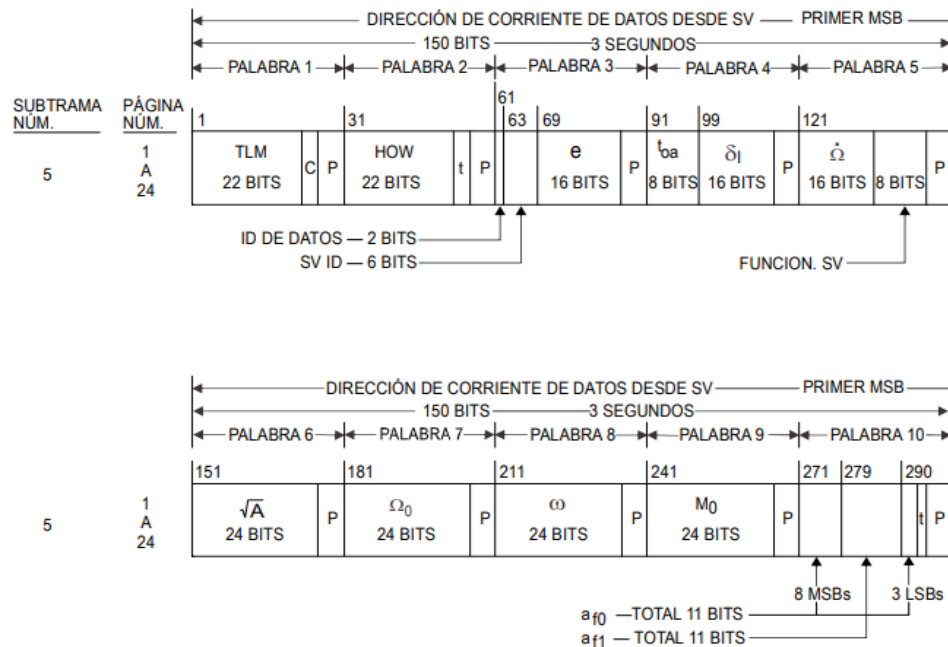 DIRECCIÓN DE CORRIENTE DE DATOS DESDE SV PRIMER MSB
150 BITS 3 SEGUNDOS
PALABRA 1 PALABRA 2 PALABRA 3 PALABRA 4 PALABRA 5
SUBTRAMA NÚM. PÁGINA NÚM.
1 31 61 63 69 91 99 121
5
1 A 24
TLM 22 BITS C P HOW 22 BITS t P e 16 BITS P toa 8 BITS δI 16 BITS P Ω̇ 16 BITS 8 BITS P
ID DE DATOS — 2 BITS
SV ID — 6 BITS
FUNCION. SV
DIRECCIÓN DE CORRIENTE DE DATOS DESDE SV PRIMER MSB
150 BITS 3 SEGUNDOS
PALABRA 6 PALABRA 7 PALABRA 8 PALABRA 9 PALABRA 10
151 181 211 241 271 279 290
5
1 A 24
√A 24 BITS P Ω0 24 BITS P ω 24 BITS P M0 24 BITS P t P
8 MSBs 3 LSBs
af0 —TOTAL 11 BITS
af1 —TOTAL 11 BITS